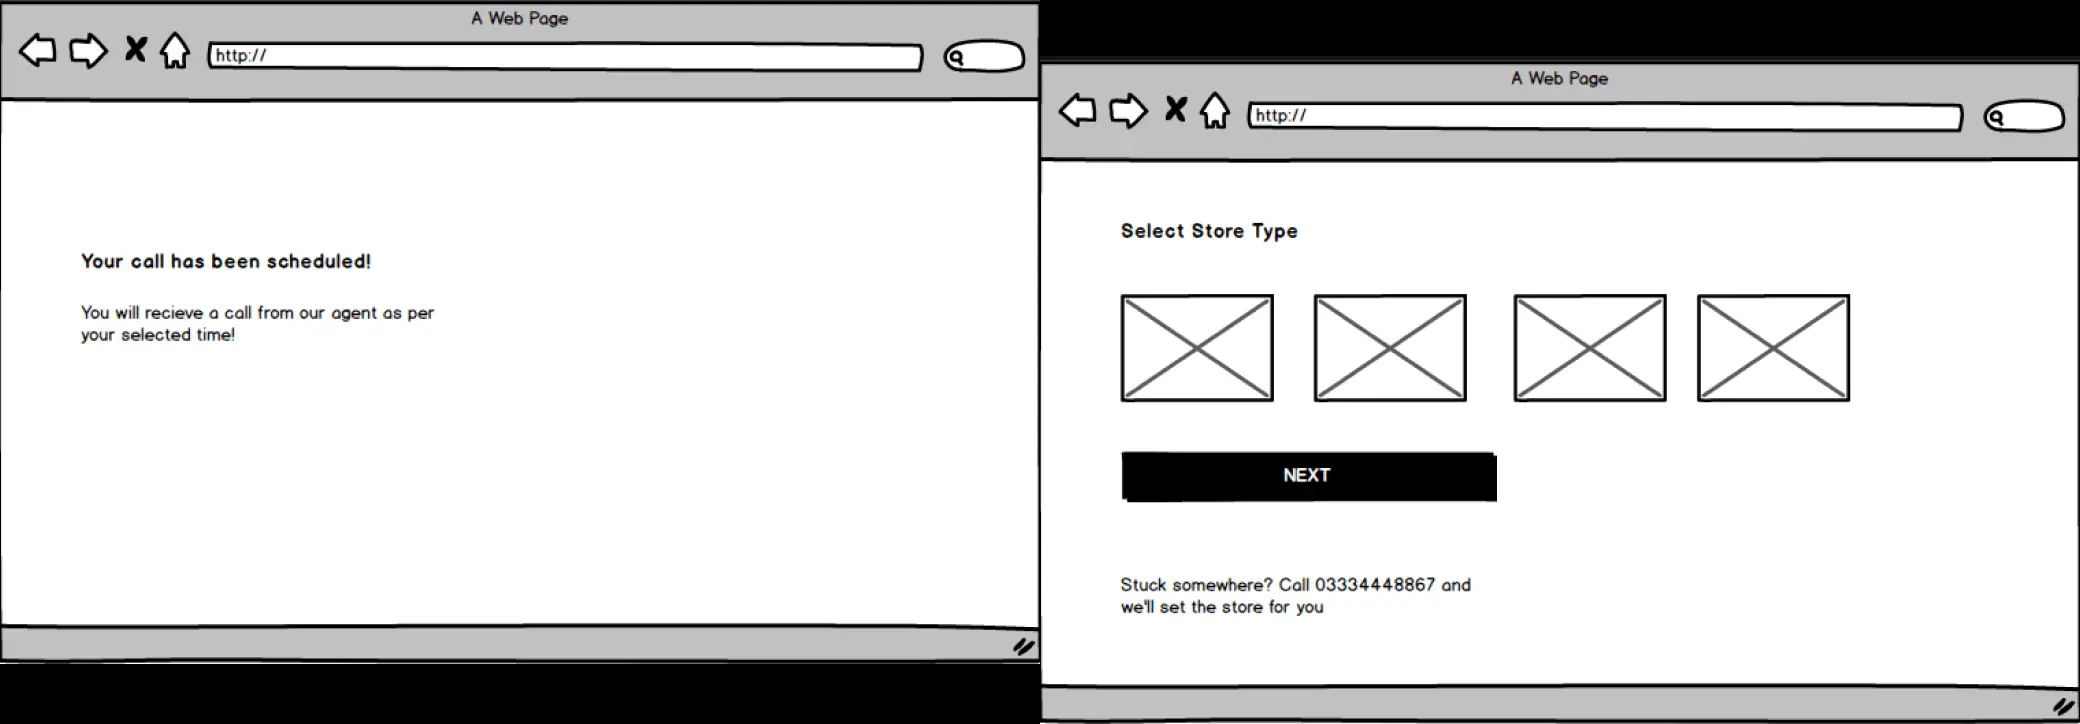 A Web Page
http://
Your call has been scheduled!
You will recieve a call from our agent as per
your selected time!
A Web Page
http://
Select Store Type
NEXT
Stuck somewhere? Call 03334448867 and
we'll set the store for you